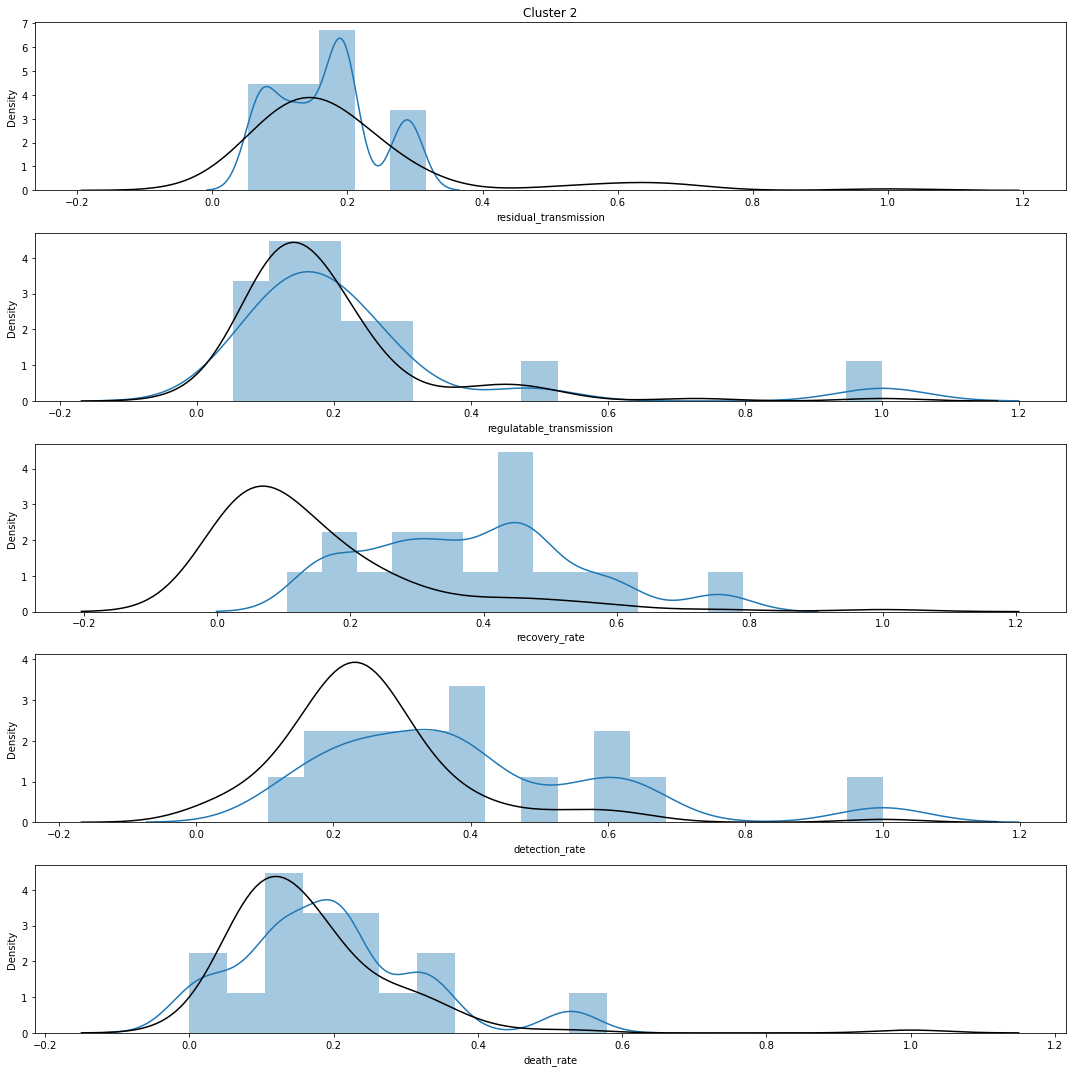 Cluster 2
7
6
5
4
3
2
1
0
Density
−0.2 0.0 0.2 0.4 0.6 0.8 1.0 1.2
residual_transmission
4
3
2
1
0
Density
−0.2 0.0 0.2 0.4 0.6 0.8 1.0 1.2
regulatable_transmission
4
3
2
1
0
Density
−0.2 0.0 0.2 0.4 0.6 0.8 1.0 1.2
recovery_rate
4
3
2
1
0
Density
−0.2 0.0 0.2 0.4 0.6 0.8 1.0 1.2
detection_rate
4
3
2
1
0
Density
−0.2 0.0 0.2 0.4 0.6 0.8 1.0 1.2
death_rate